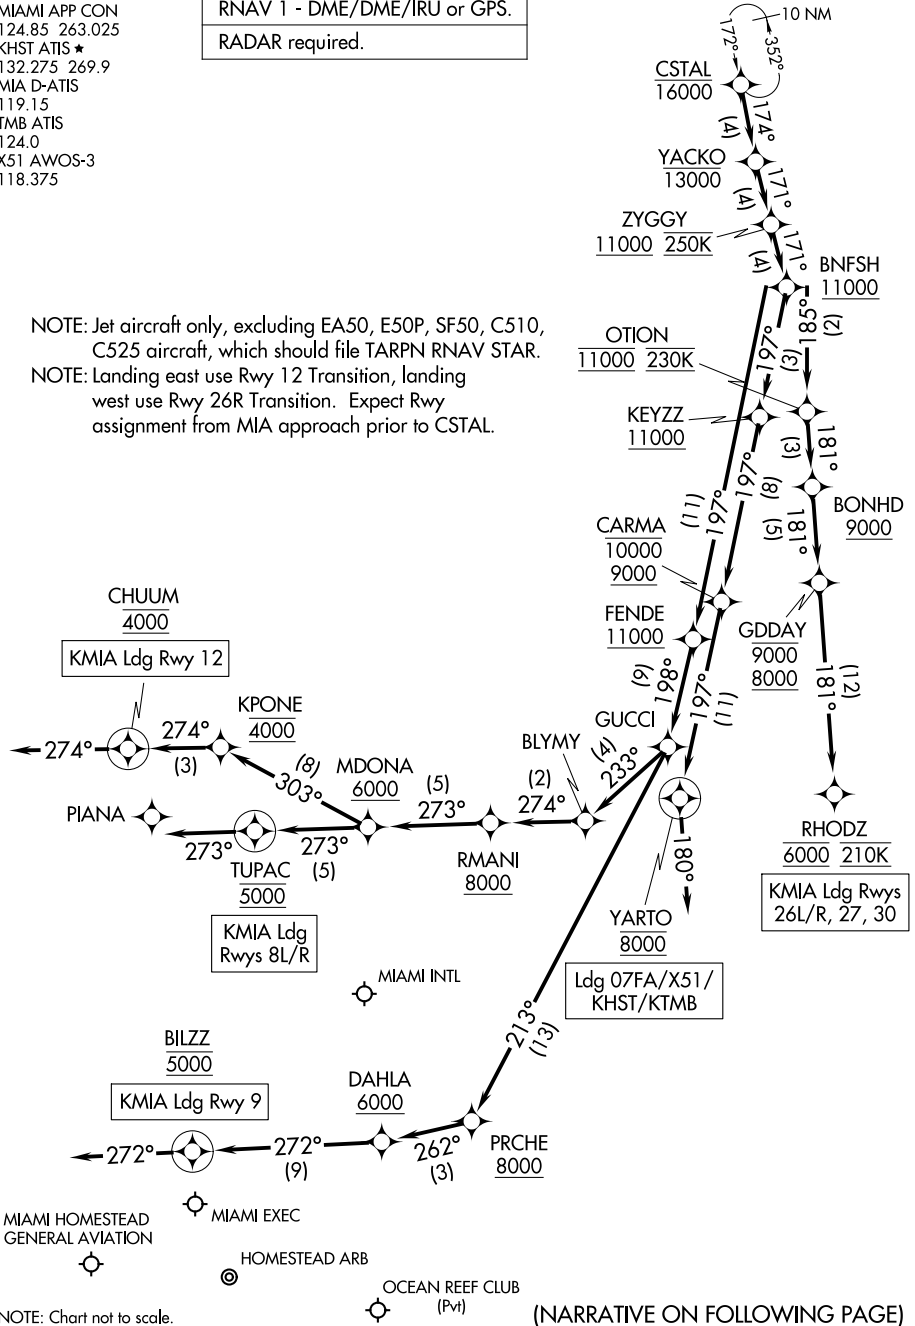 MIAMI APP CON
124.85 263.025
KHST ATIS ★
132.275 269.9
MIA D-ATIS
119.15
TMB ATIS
124.0
X51 AWOS-3
118.375
RNAV 1 - DME/DME/IRU or GPS.
RADAR required.
10 NM
172°
352°
CSTAL
16000
174°
(4)
YACKO
13000
171°
(4)
ZYGGY
11000 250K
171°
(4)
BNFSH
11000
NOTE: Jet aircraft only, excluding EA50, E50P, SF50, C510,
C525 aircraft, which should file TARPN RNAV STAR.
NOTE: Landing east use Rwy 12 Transition, landing
west use Rwy 26R Transition. Expect Rwy
assignment from MIA approach prior to CSTAL.
185°
(2)
197°
(3)
OTION
11000 230K
KEYZZ
11000
181°
(3)
BONHD
9000
197°
(8)
197°
(11)
181°
(5)
CARMA
10000
9000
FENDE
11000
GDDAY
9000
8000
CHUUM
4000
KMIA Ldg Rwy 12
198°
(9)
197°
(11)
181°
(12)
KPONE
4000
GUCCI
274°
274°
(3)
303°
(8)
MDONA
6000
(5)
273°
BLYMY
(2)
274°
(4)
233°
PIANA
273°
TUPAC
5000
273°
(5)
RMANI
8000
180°
RHODZ
6000 210K
KMIA Ldg Rwys
26L/R, 27, 30
KMIA Ldg
Rwys 8L/R
YARTO
8000
Ldg 07FA/X51/
KHST/KTMB
MIAMI INTL
213°
(13)
BILZZ
5000
KMIA Ldg Rwy 9
DAHLA
6000
272°
272°
(9)
262°
(3)
PRCHE
8000
MIAMI EXEC
MIAMI HOMESTEAD
GENERAL AVIATION
HOMESTEAD ARB
OCEAN REEF CLUB
(Pvt)
NOTE: Chart not to scale.
(NARRATIVE ON FOLLOWING PAGE)